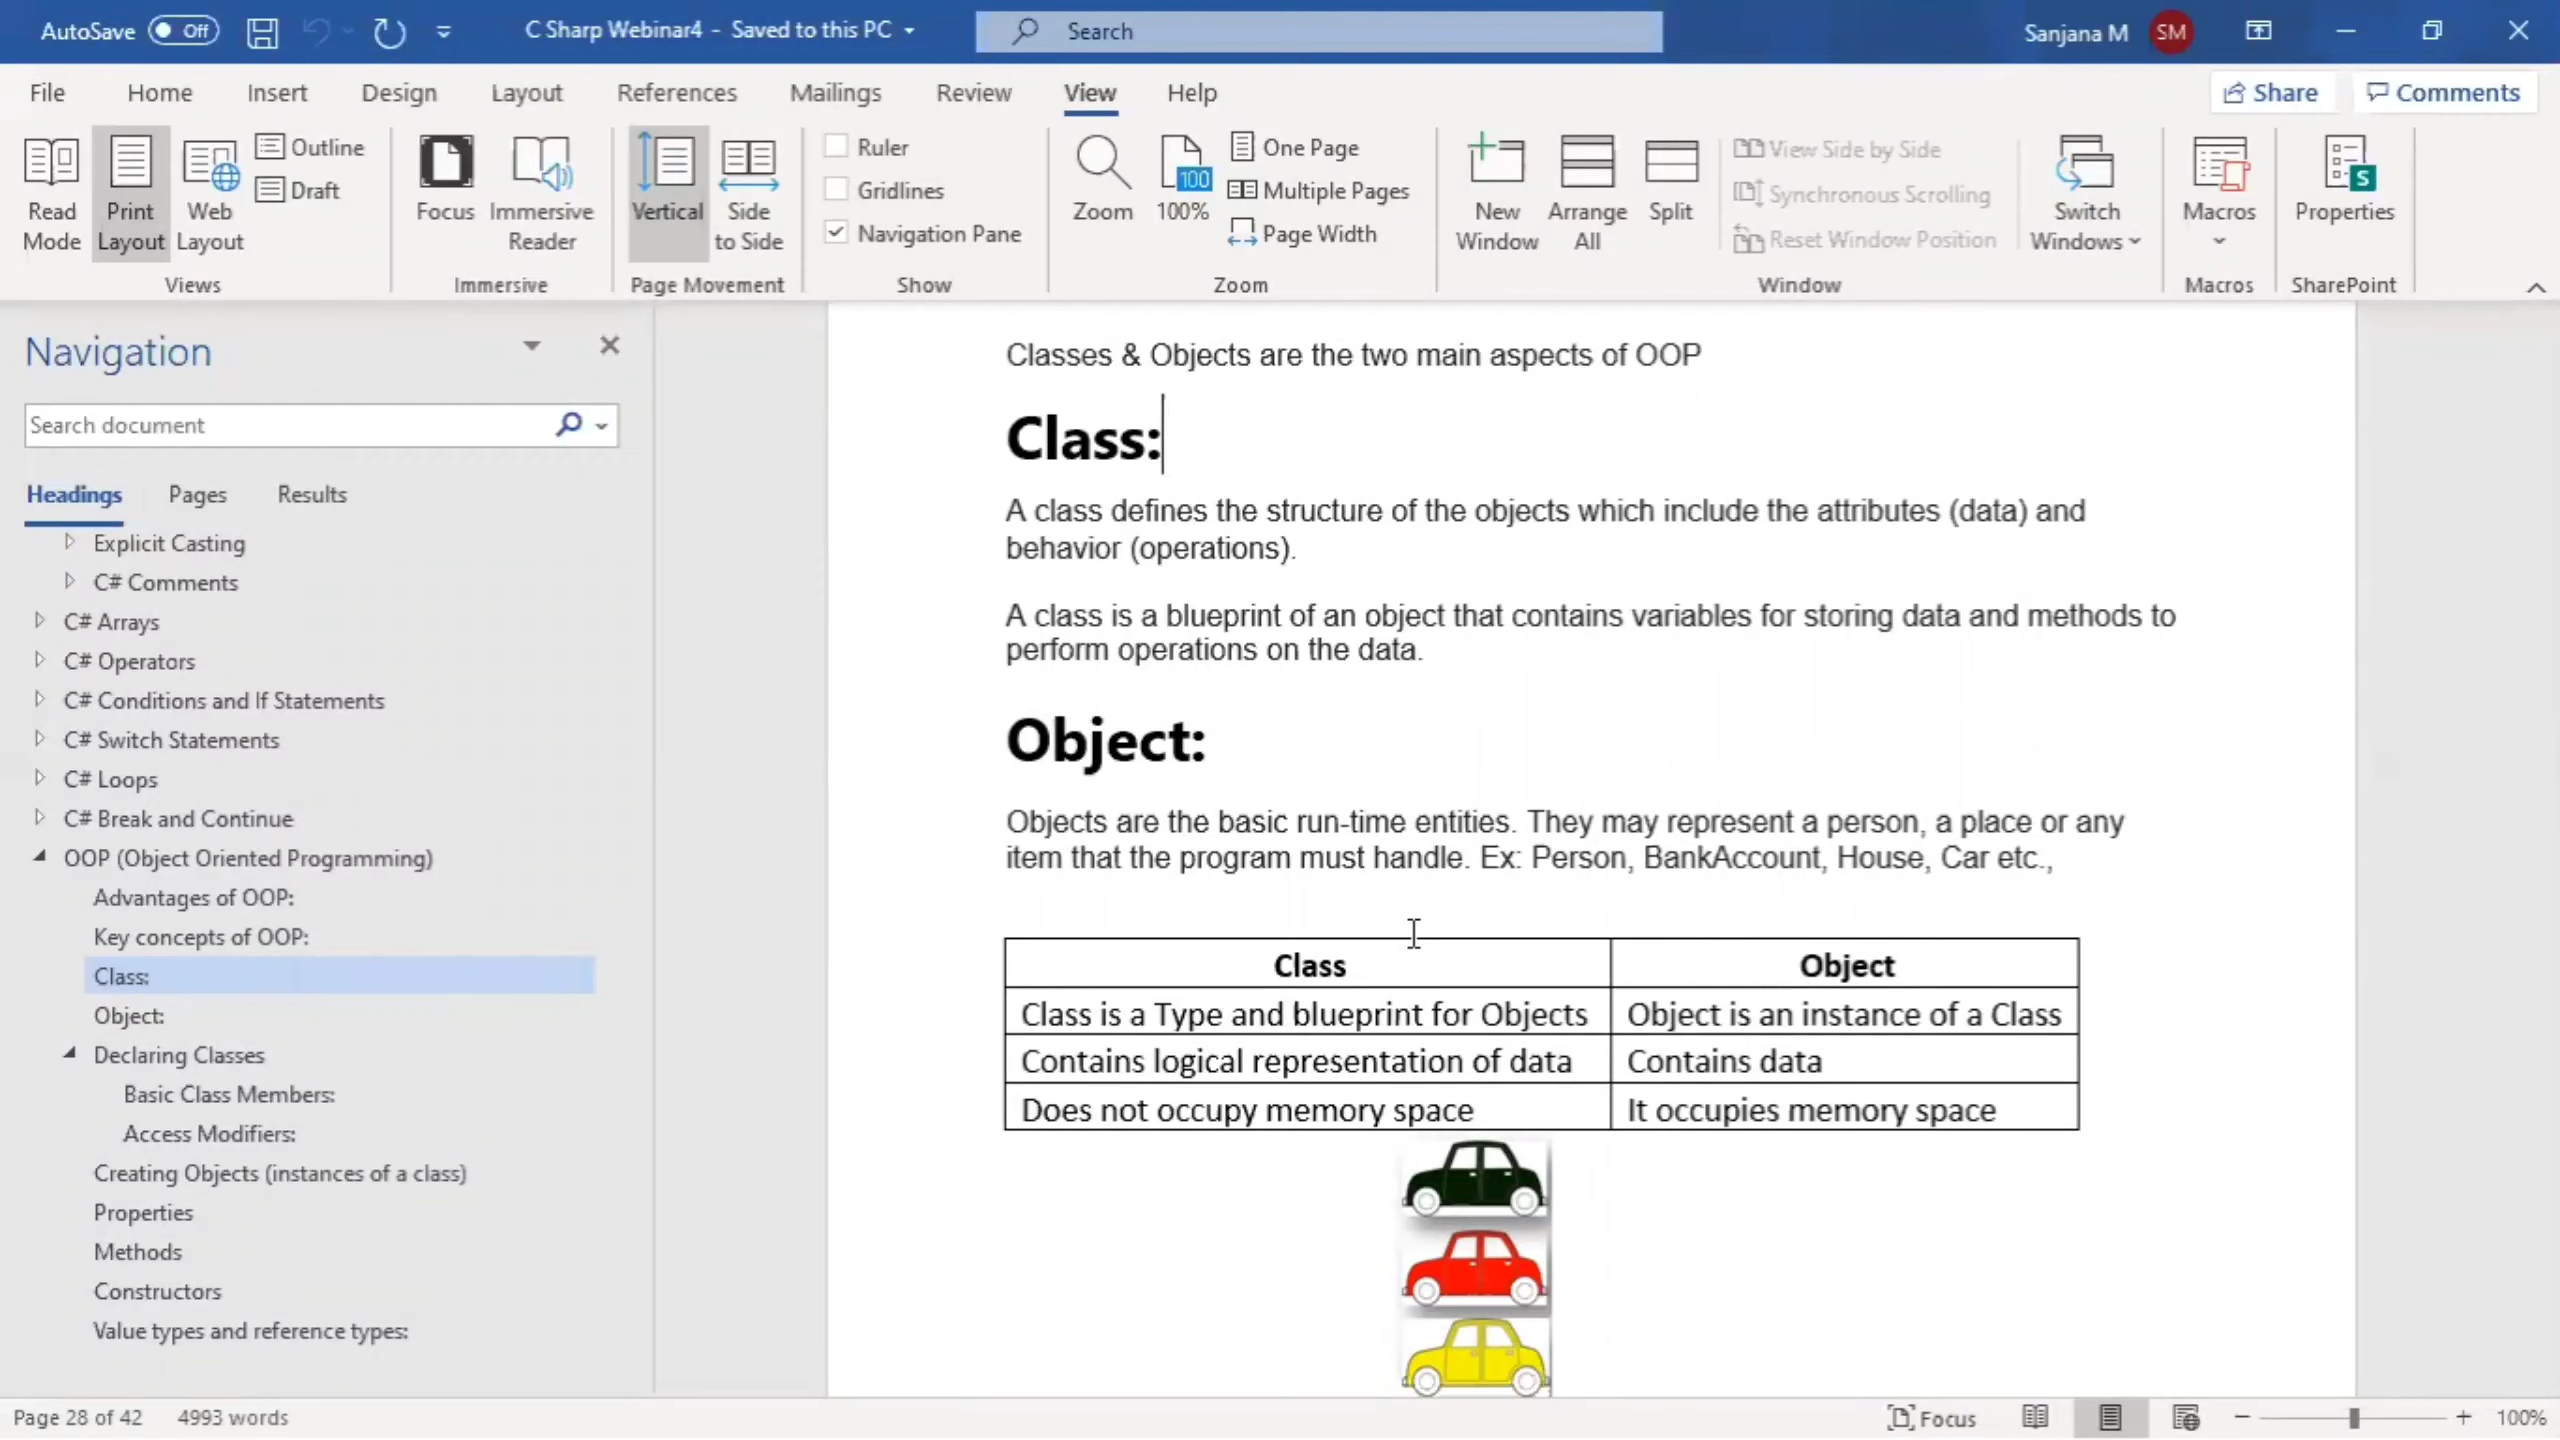 AutoSave Off C Sharp Webinar4 - Saved to this PC Search Sanjana M SM
File Home Insert Design Layout References Mailings Review View Help Share Comments
Read Mode
Print Layout
Web Layout
Outline
Draft
Views
Focus
Immersive Reader
Immersive
Vertical
Side to Side
Page Movement
Ruler
Gridlines
Navigation Pane
Show
Zoom
100
100%
One Page
Multiple Pages
Page Width
Zoom
New Window
Arrange All
Split
View Side by Side
Synchronous Scrolling
Reset Window Position
Switch Windows
Window
Macros
Macros
S
Properties
SharePoint
Navigation
Search document
Headings Pages Results
Explicit Casting
C# Comments
C# Arrays
C# Operators
C# Conditions and If Statements
C# Switch Statements
C# Loops
C# Break and Continue
OOP (Object Oriented Programming)
Advantages of OOP:
Key concepts of OOP:
Class:
Object:
Declaring Classes
Basic Class Members:
Access Modifiers:
Creating Objects (instances of a class)
Properties
Methods
Constructors
Value types and reference types:
Classes & Objects are the two main aspects of OOP
Class:
A class defines the structure of the objects which include the attributes (data) and
behavior (operations).
A class is a blueprint of an object that contains variables for storing data and methods to
perform operations on the data.
Object:
Objects are the basic run-time entities. They may represent a person, a place or any
item that the program must handle. Ex: Person, BankAccount, House, Car etc.,
Class Object
Class is a Type and blueprint for Objects Object is an instance of a Class
Contains logical representation of data Contains data
Does not occupy memory space It occupies memory space
Page 28 of 42 4993 words Focus 100%